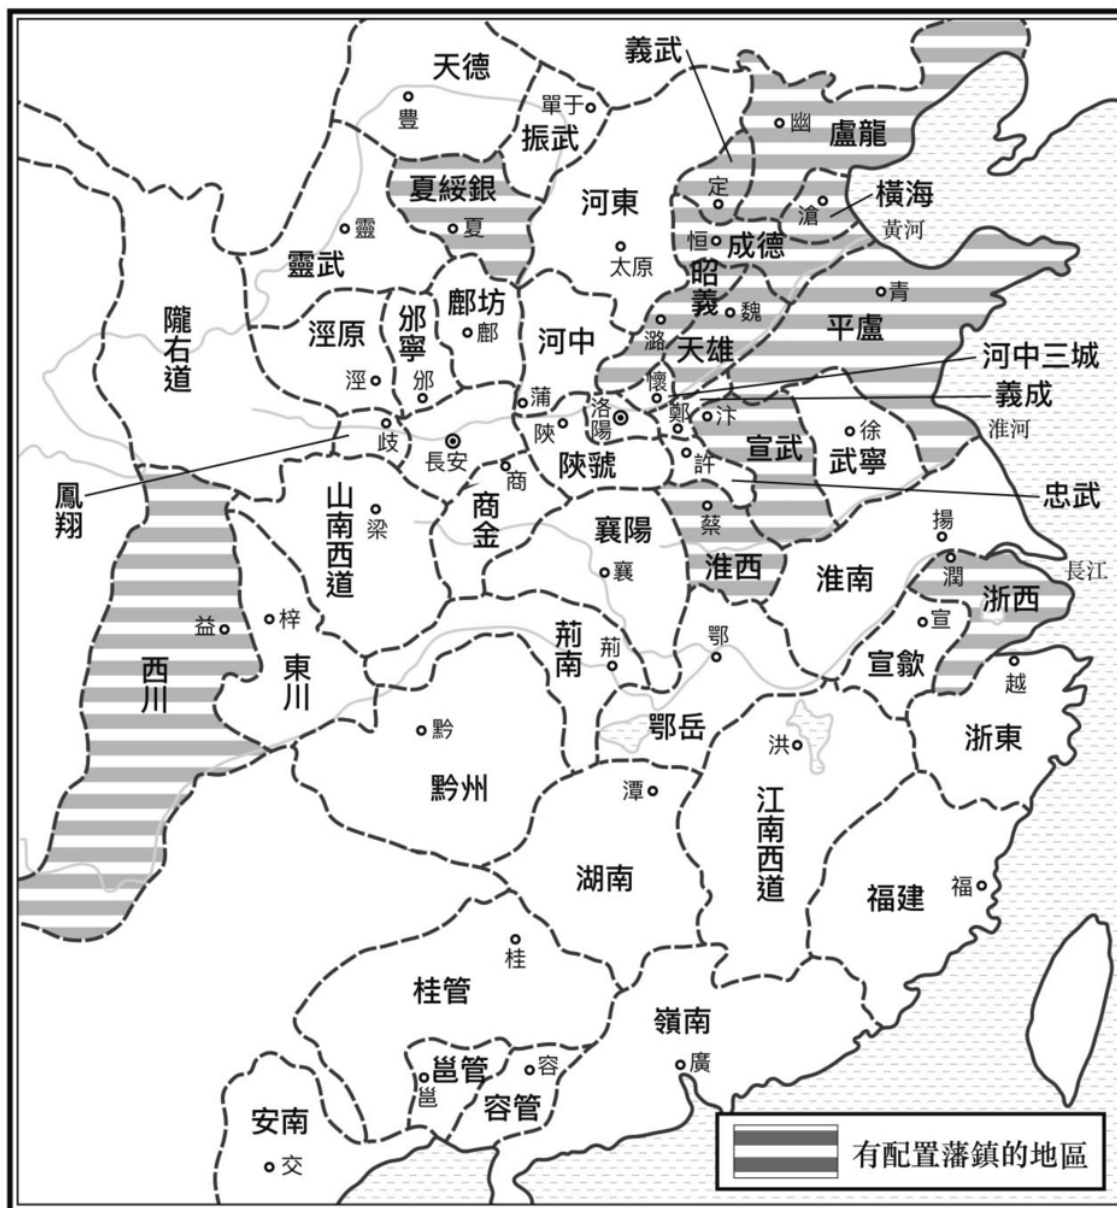 天德
豊
單于
振武
義武
幽
盧龍
夏綏銀
夏
河東
太原
定
滄
橫海
黃河
恒
成德
靈
靈武
隴右道
涇原
涇
邠寧
邠
鄜坊
鄜
河中
蒲
昭義
潞
魏
天雄
青
平盧
河中三城
義成
淮河
懷
鄭
洛陽
陝
陝號
汴
宣武
徐
武寧
許
忠武
歧
長安
鳳翔
商
商金
山南西道
梁
襄陽
襄
蔡
淮西
淮南
揚
潤
長江
浙西
宣
宣歙
越
浙東
益
西川
梓
東川
荊南
荊
鄂
鄂岳
黔
黔州
洪
江南西道
潭
湖南
福建
福
桂
桂管
嶺南
廣
邕管
邕
容
容管
安南
交
有配置藩鎮的地區